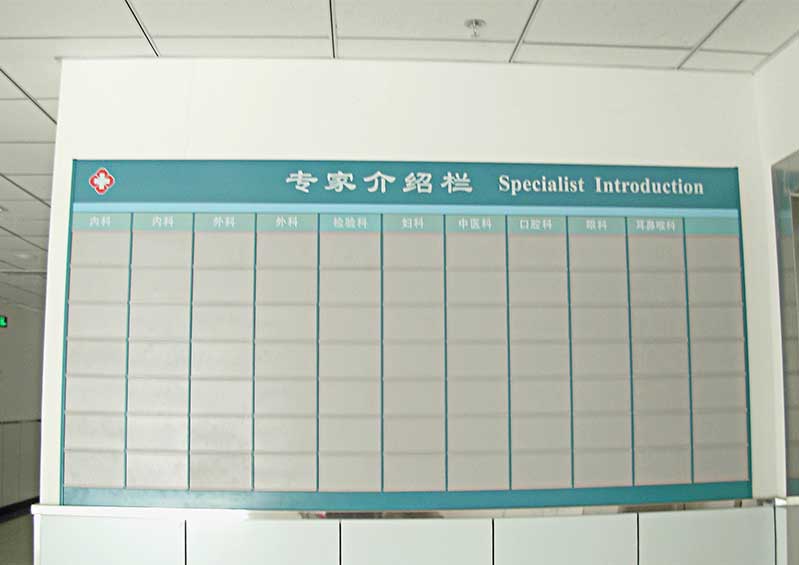 专家介绍栏 Specialist Introduction
内科 内科 外科 外科 检验科 妇科 中医科 口腔科 眼科 耳鼻喉科